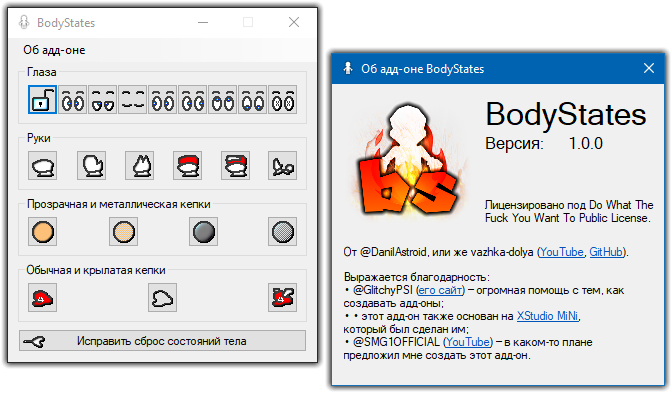 BodyStates
Об адд-оне
Глаза
Руки
Прозрачная и металлическая кепки
Обычная и крылатая кепки
Исправить сброс состояний тела
Об адд-оне BodyStates
bs
BodyStates
Версия: 1.0.0
Лицензировано под Do What The
Fuck You Want To Public License.
От @DanilAstroid, или же vazhka-dolya (YouTube, GitHub).
Выражается благодарность:
• @GlitchyPSI (его сайт) – огромная помощь с тем, как
создавать адд-оны;
• • этот адд-он также основан на XStudio MiNi,
который был сделан им;
• @SMG1OFFICIAL (YouTube) – в каком-то плане
предложил мне создать этот адд-он.